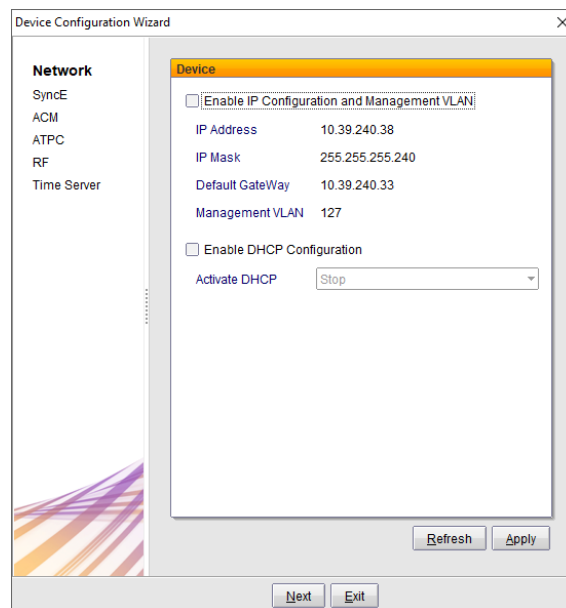 Device Configuration Wizard
Network
SyncE
ACM
ATPC
RF
Time Server
Device
Enable IP Configuration and Management VLAN
IP Address 10.39.240.38
IP Mask 255.255.255.240
Default GateWay 10.39.240.33
Management VLAN 127
Enable DHCP Configuration
Activate DHCP Stop
Refresh Apply
Next Exit